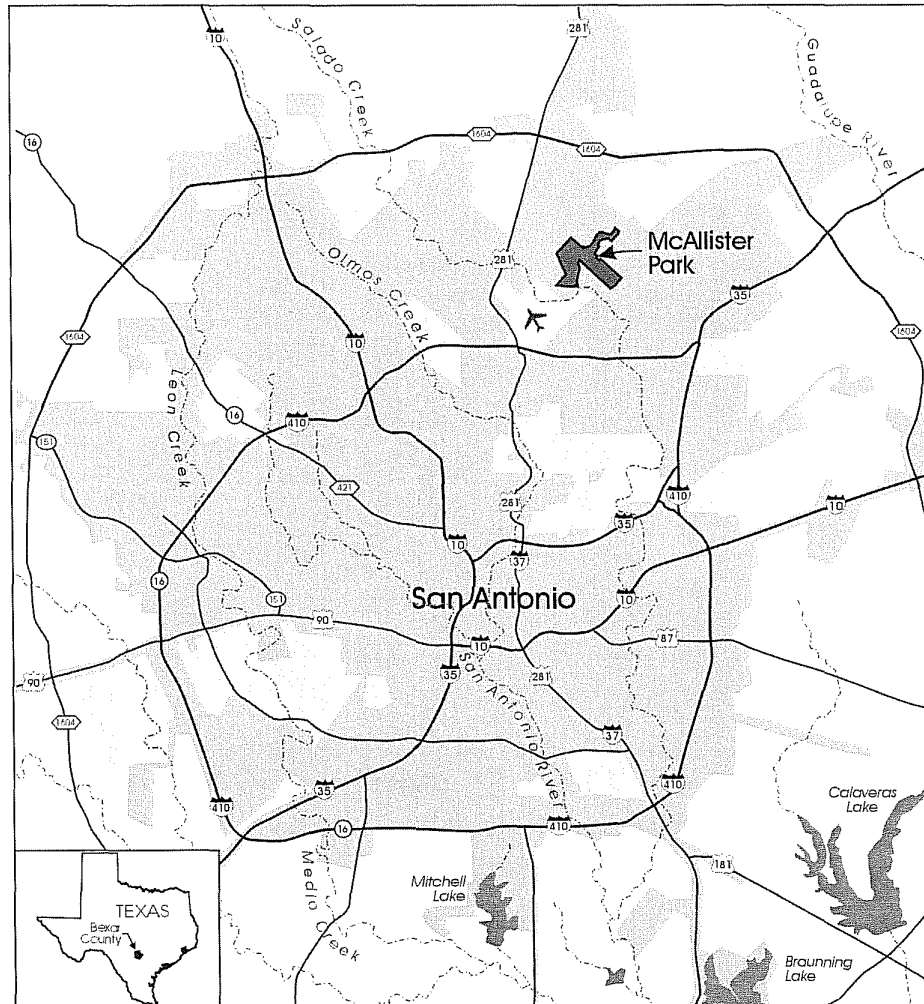 10
Salado Creek
281
Guadalupe River
16
1604
1604
McAllister
Park
Olmos Creek
281
35
1604
10
1604
Leon Creek
16
410
151
421
281
410
10
35
10
37
16
San Antonio
151
10
90
10
87
90
35
San Antonio River
281
1604
37
410
35
410
Calaveras
Lake
16
410
Medio Creek
181
Mitchell
Lake
TEXAS
Bexar
County
Braunning
Lake